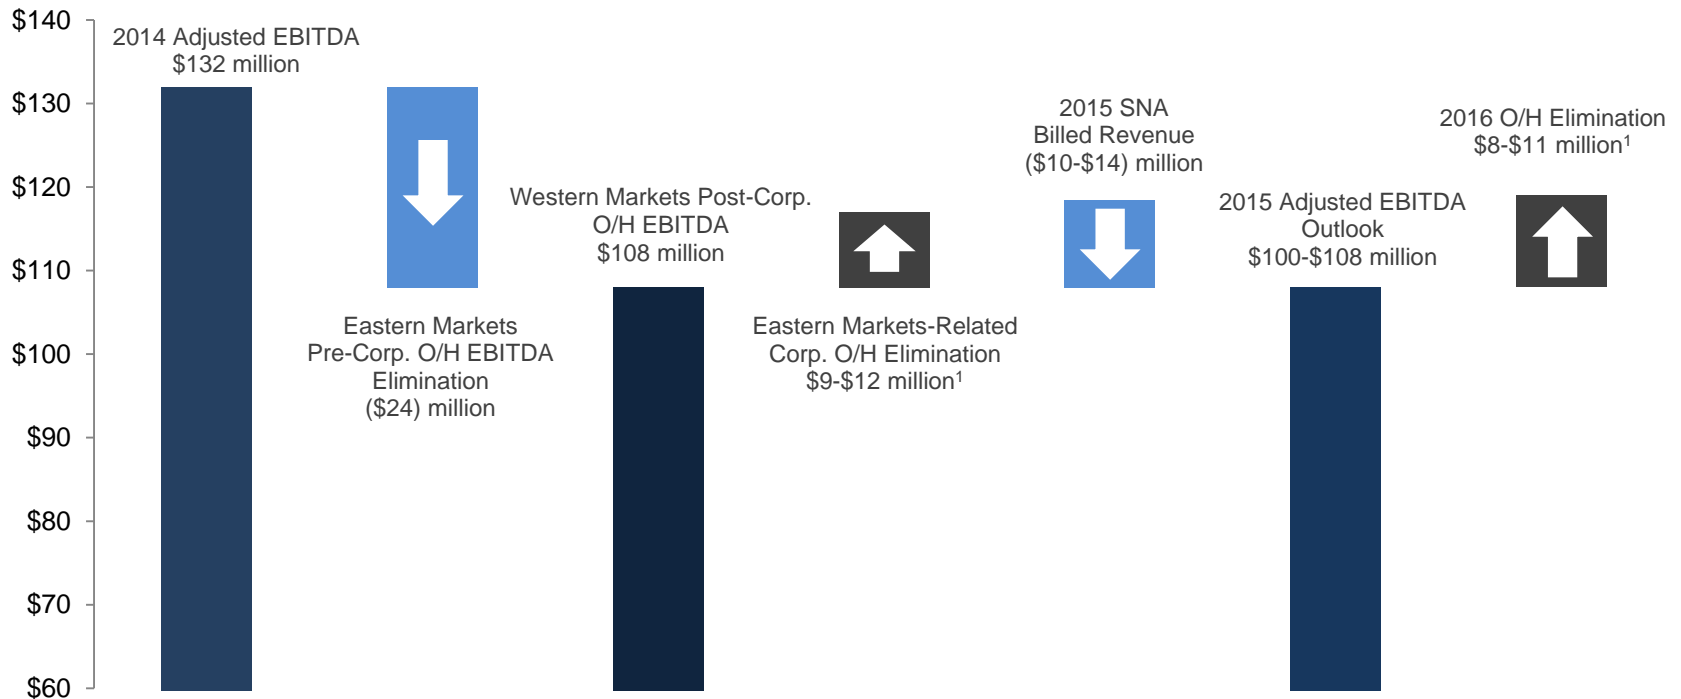 $140
$130
$120
$110
$100
$90
$80
$70
$60
2014 Adjusted EBITDA
$132 million
Eastern Markets
Pre-Corp. O/H EBITDA
Elimination
($24) million
Western Markets Post-Corp.
O/H EBITDA
$108 million
Eastern Markets-Related
Corp. O/H Elimination
$9-$12 million¹
2015 SNA
Billed Revenue
($10-$14) million
2015 Adjusted EBITDA
Outlook
$100-$108 million
2016 O/H Elimination
$8-$11 million¹